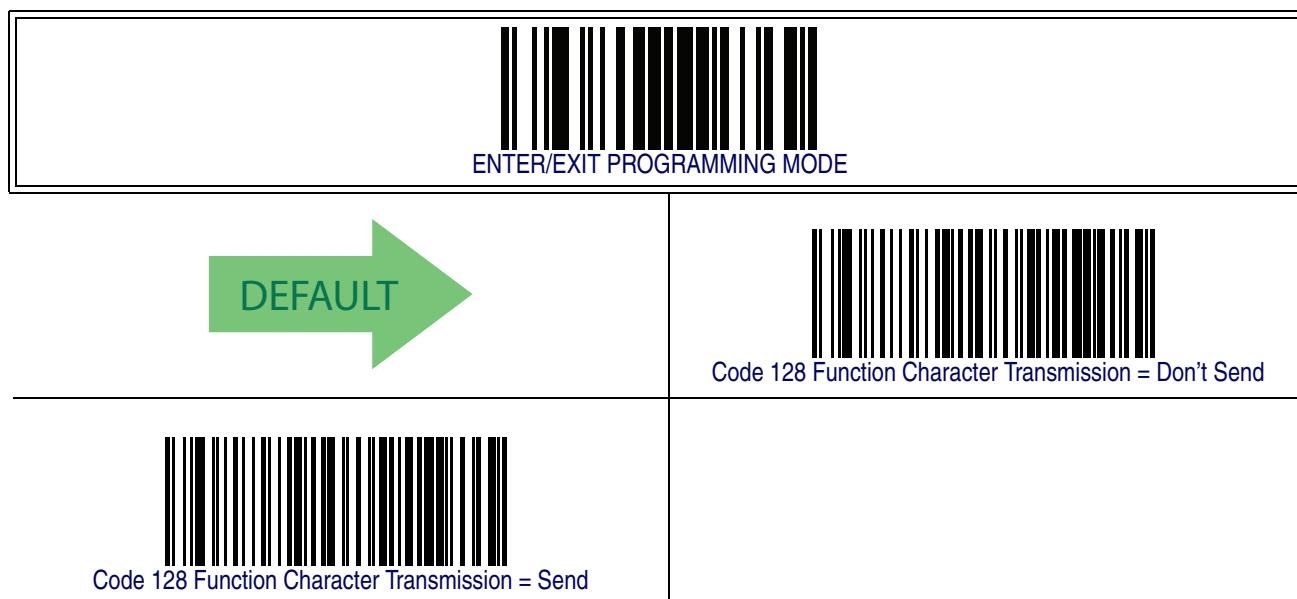 ENTER/EXIT PROGRAMMING MODE
DEFAULT
Code 128 Function Character Transmission = Don’t Send
Code 128 Function Character Transmission = Send